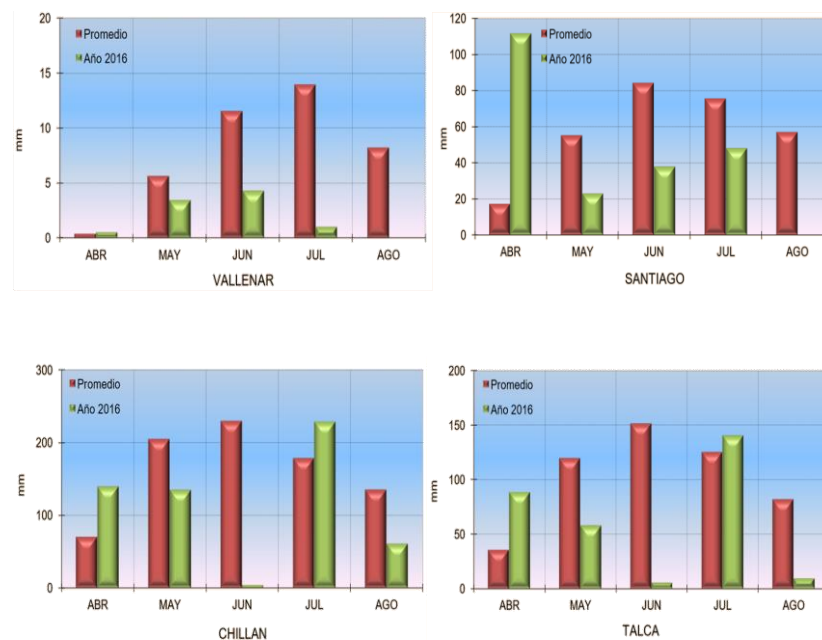 20
15
10
5
0
mm
Promedio
Año 2016
ABR MAY JUN JUL AGO
VALLENAR
120
100
80
60
40
20
0
mm
Promedio
Año 2016
ABR MAY JUN JUL AGO
SANTIAGO
300
200
100
0
mm
Promedio
Año 2016
ABR MAY JUN JUL AGO
CHILLAN
200
150
100
50
0
mm
Promedio
Año 2016
ABR MAY JUN JUL AGO
TALCA